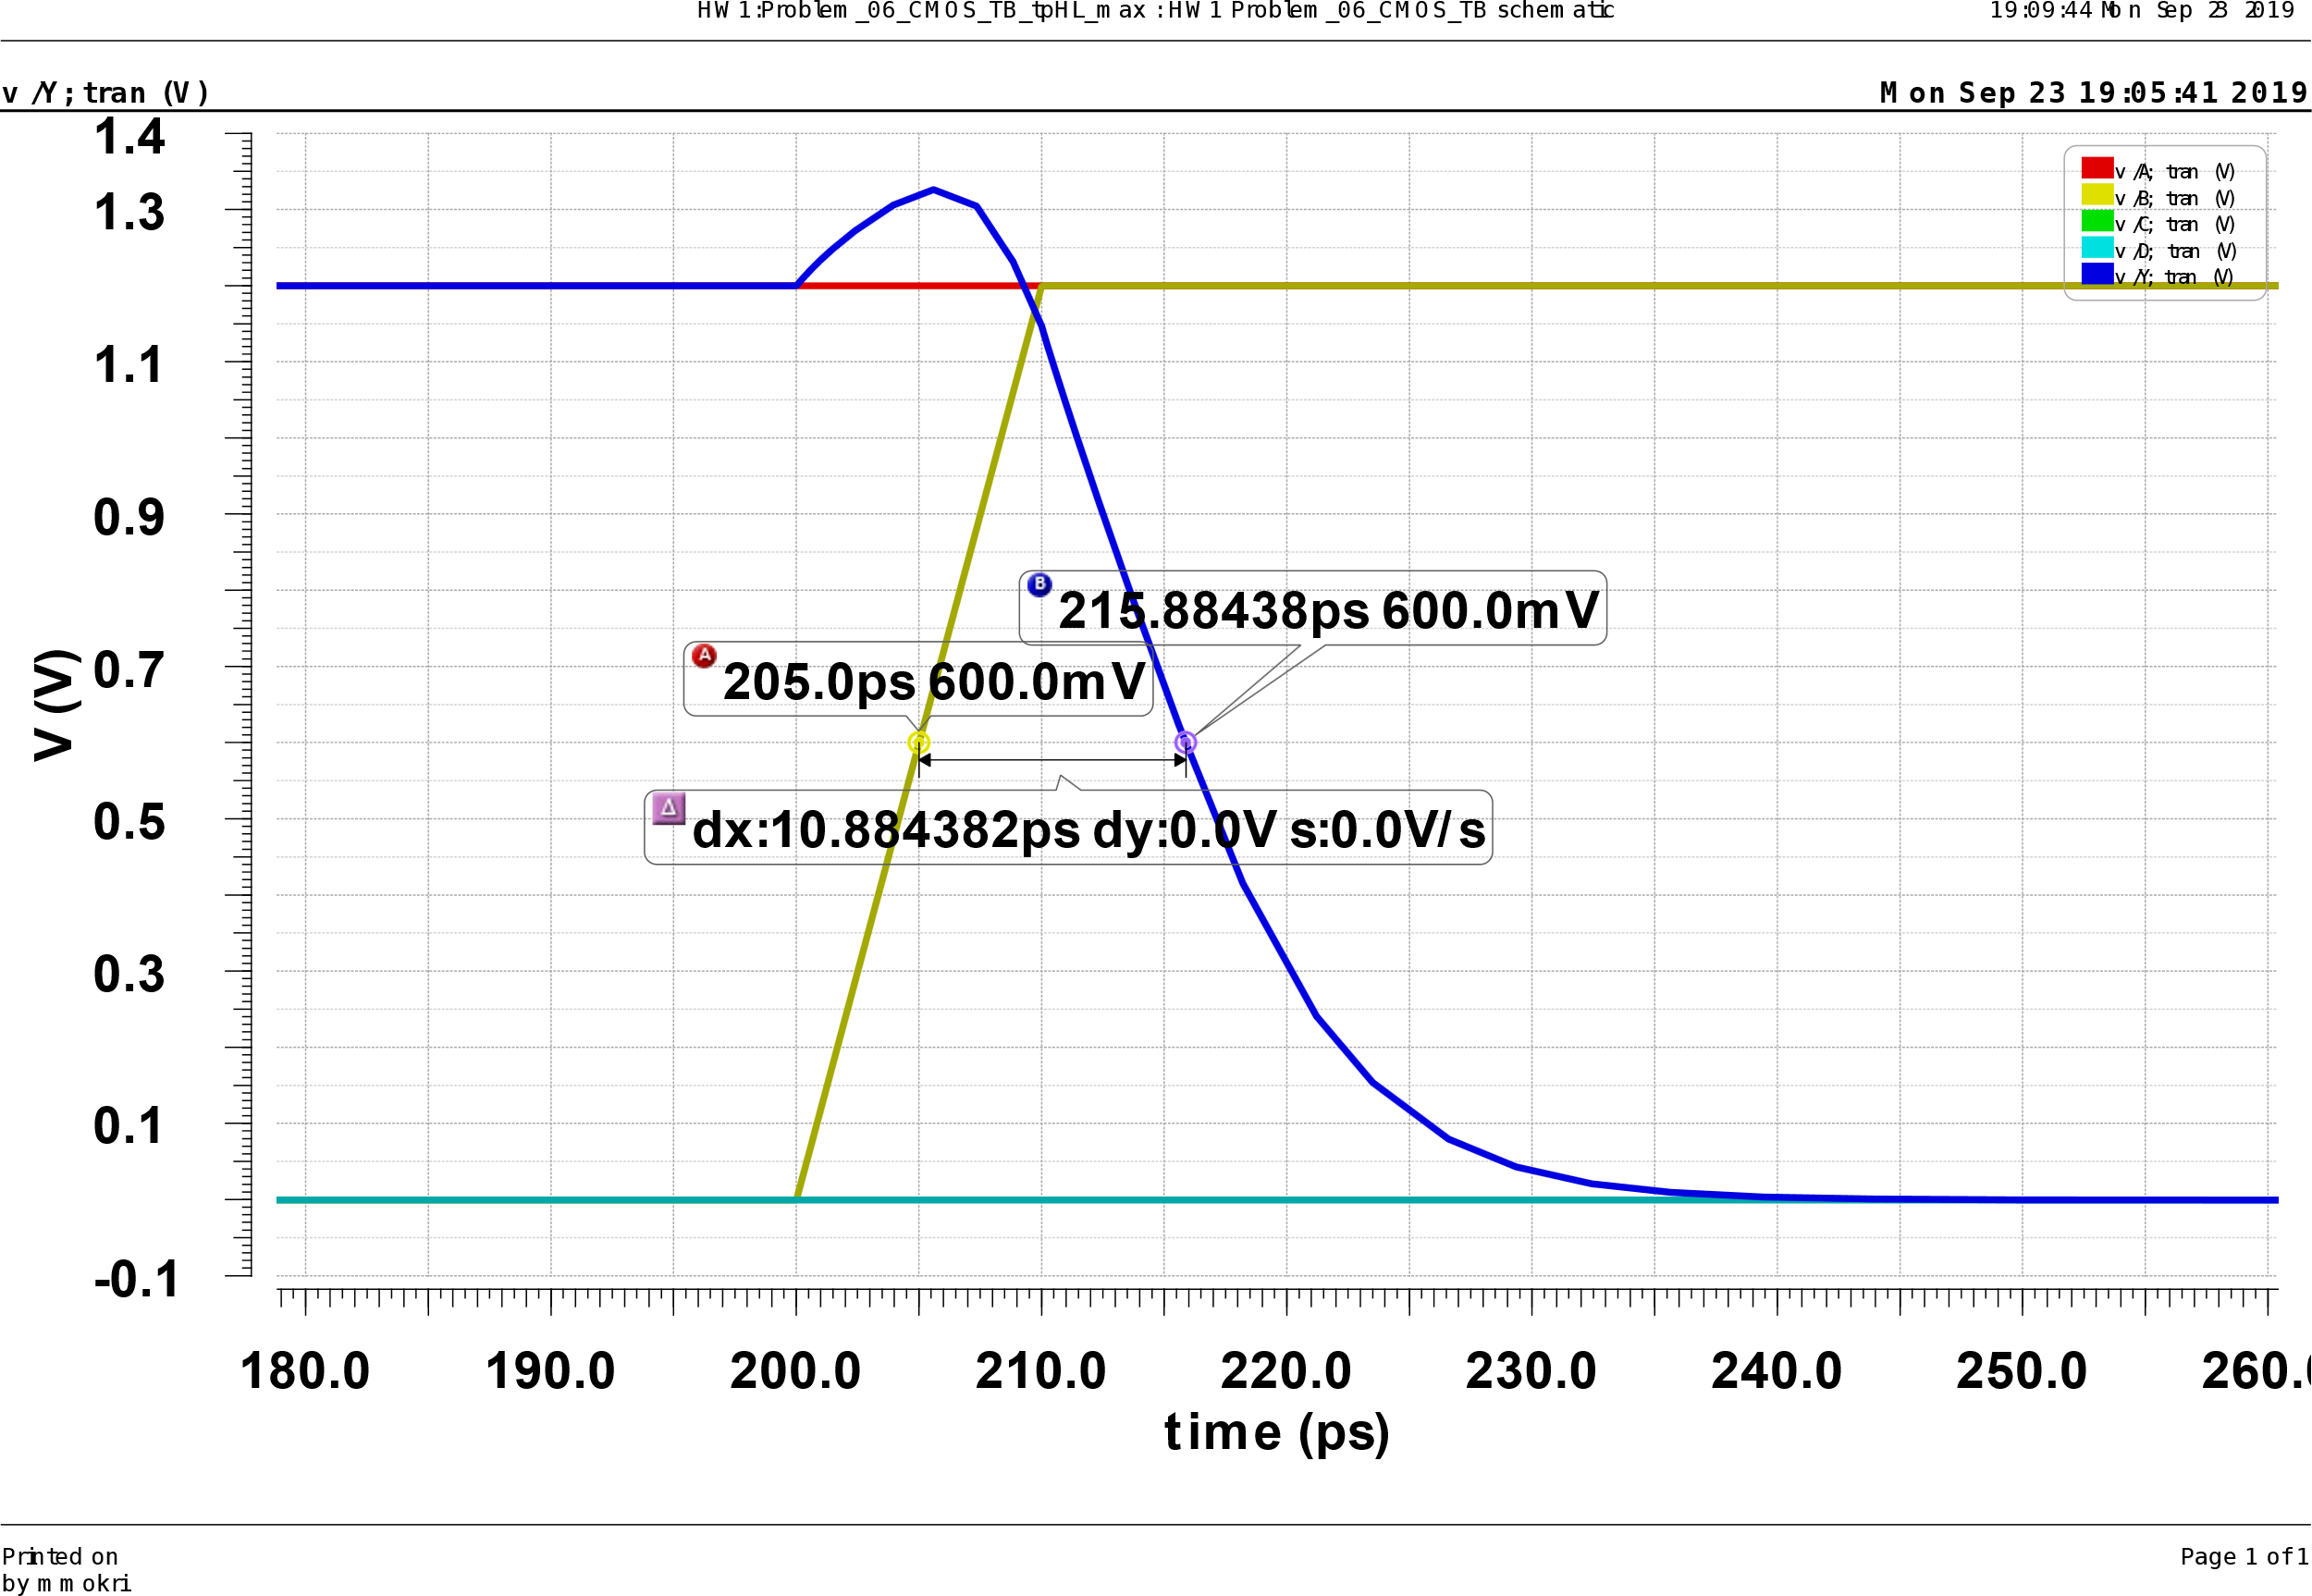 HW1:Problem_06_CMOS_TB_tpHL_max:HW1 Problem_06_CMOS_TB schematic 19:09:44 Mon Sep 23 2019
v /Y; tran (V) Mon Sep 23 19:05:41 2019
1.4
1.3
1.1
0.9
0.7
0.5
0.3
0.1
-0.1
V (V)
v /A; tran (V)
v /B; tran (V)
v /C; tran (V)
v /D; tran (V)
v /Y; tran (V)
B 215.88438ps 600.0mV
A 205.0ps 600.0mV
Δ dx:10.884382ps dy:0.0V s:0.0V/s
180.0 190.0 200.0 210.0 220.0 230.0 240.0 250.0 260.0
time (ps)
Printed on
by mmokri
Page 1 of 1